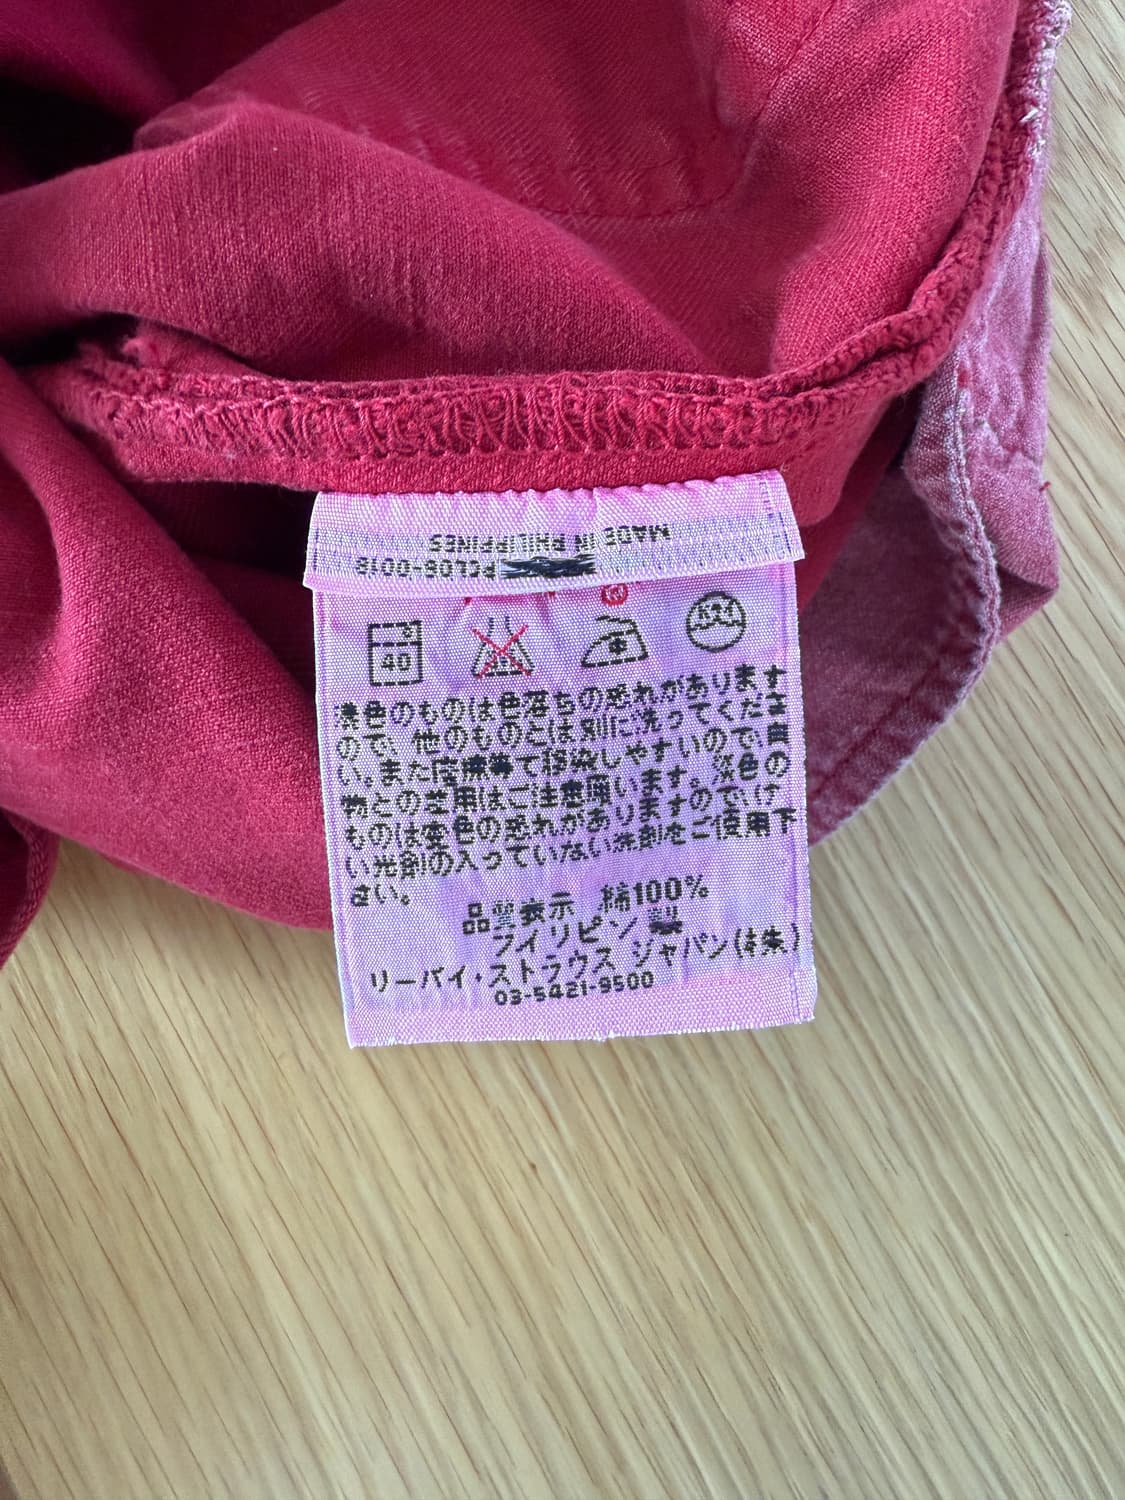 MADE IN PHILIPPINES
PCL06-0018
40
ドライ
濃色のものは色落ちの恐れがあります
ので、他のものとは別に洗ってくださ
い。また摩擦等で移染しやすいので、白
物との着用はご注意願います。淡色の
ものは変色の恐れがありますので、け
い光剤の入っていない洗剤をご使用下
さい。
品質表示 綿100%
フィリピン製
リーバイ・ストラウス ジャパン(株)
03-5421-9500